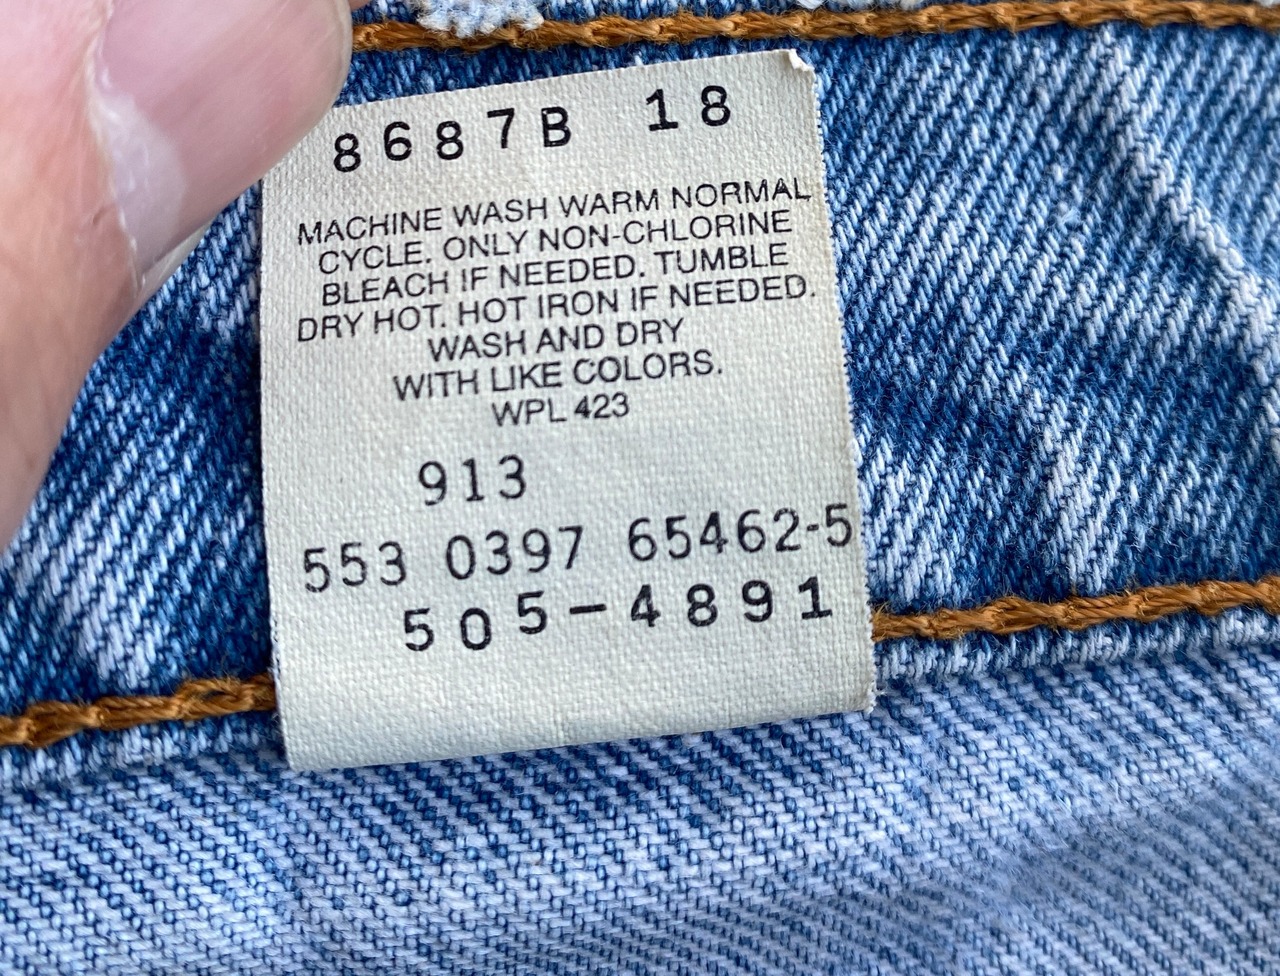 8687B 18
MACHINE WASH WARM NORMAL
CYCLE. ONLY NON-CHLORINE
BLEACH IF NEEDED. TUMBLE
DRY HOT. HOT IRON IF NEEDED.
WASH AND DRY
WITH LIKE COLORS.
WPL 423
913
553 0397 65462-5
505-4891